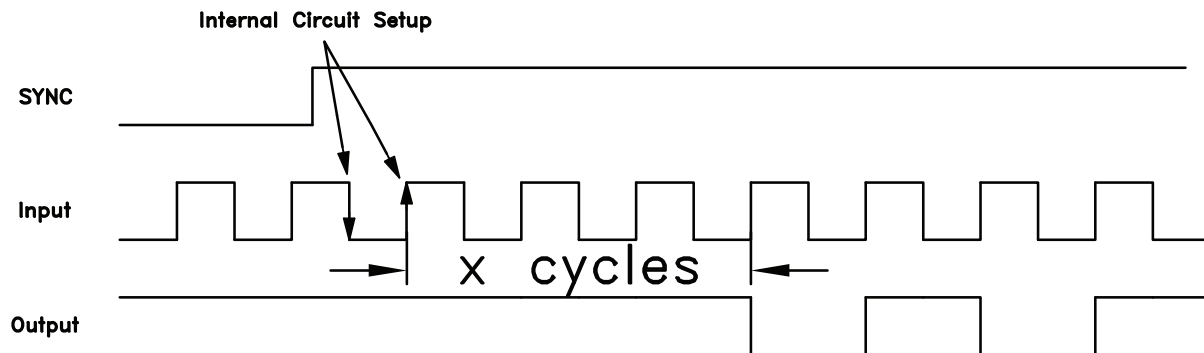 Internal Circuit Setup
SYNC
Input
x cycles
Output